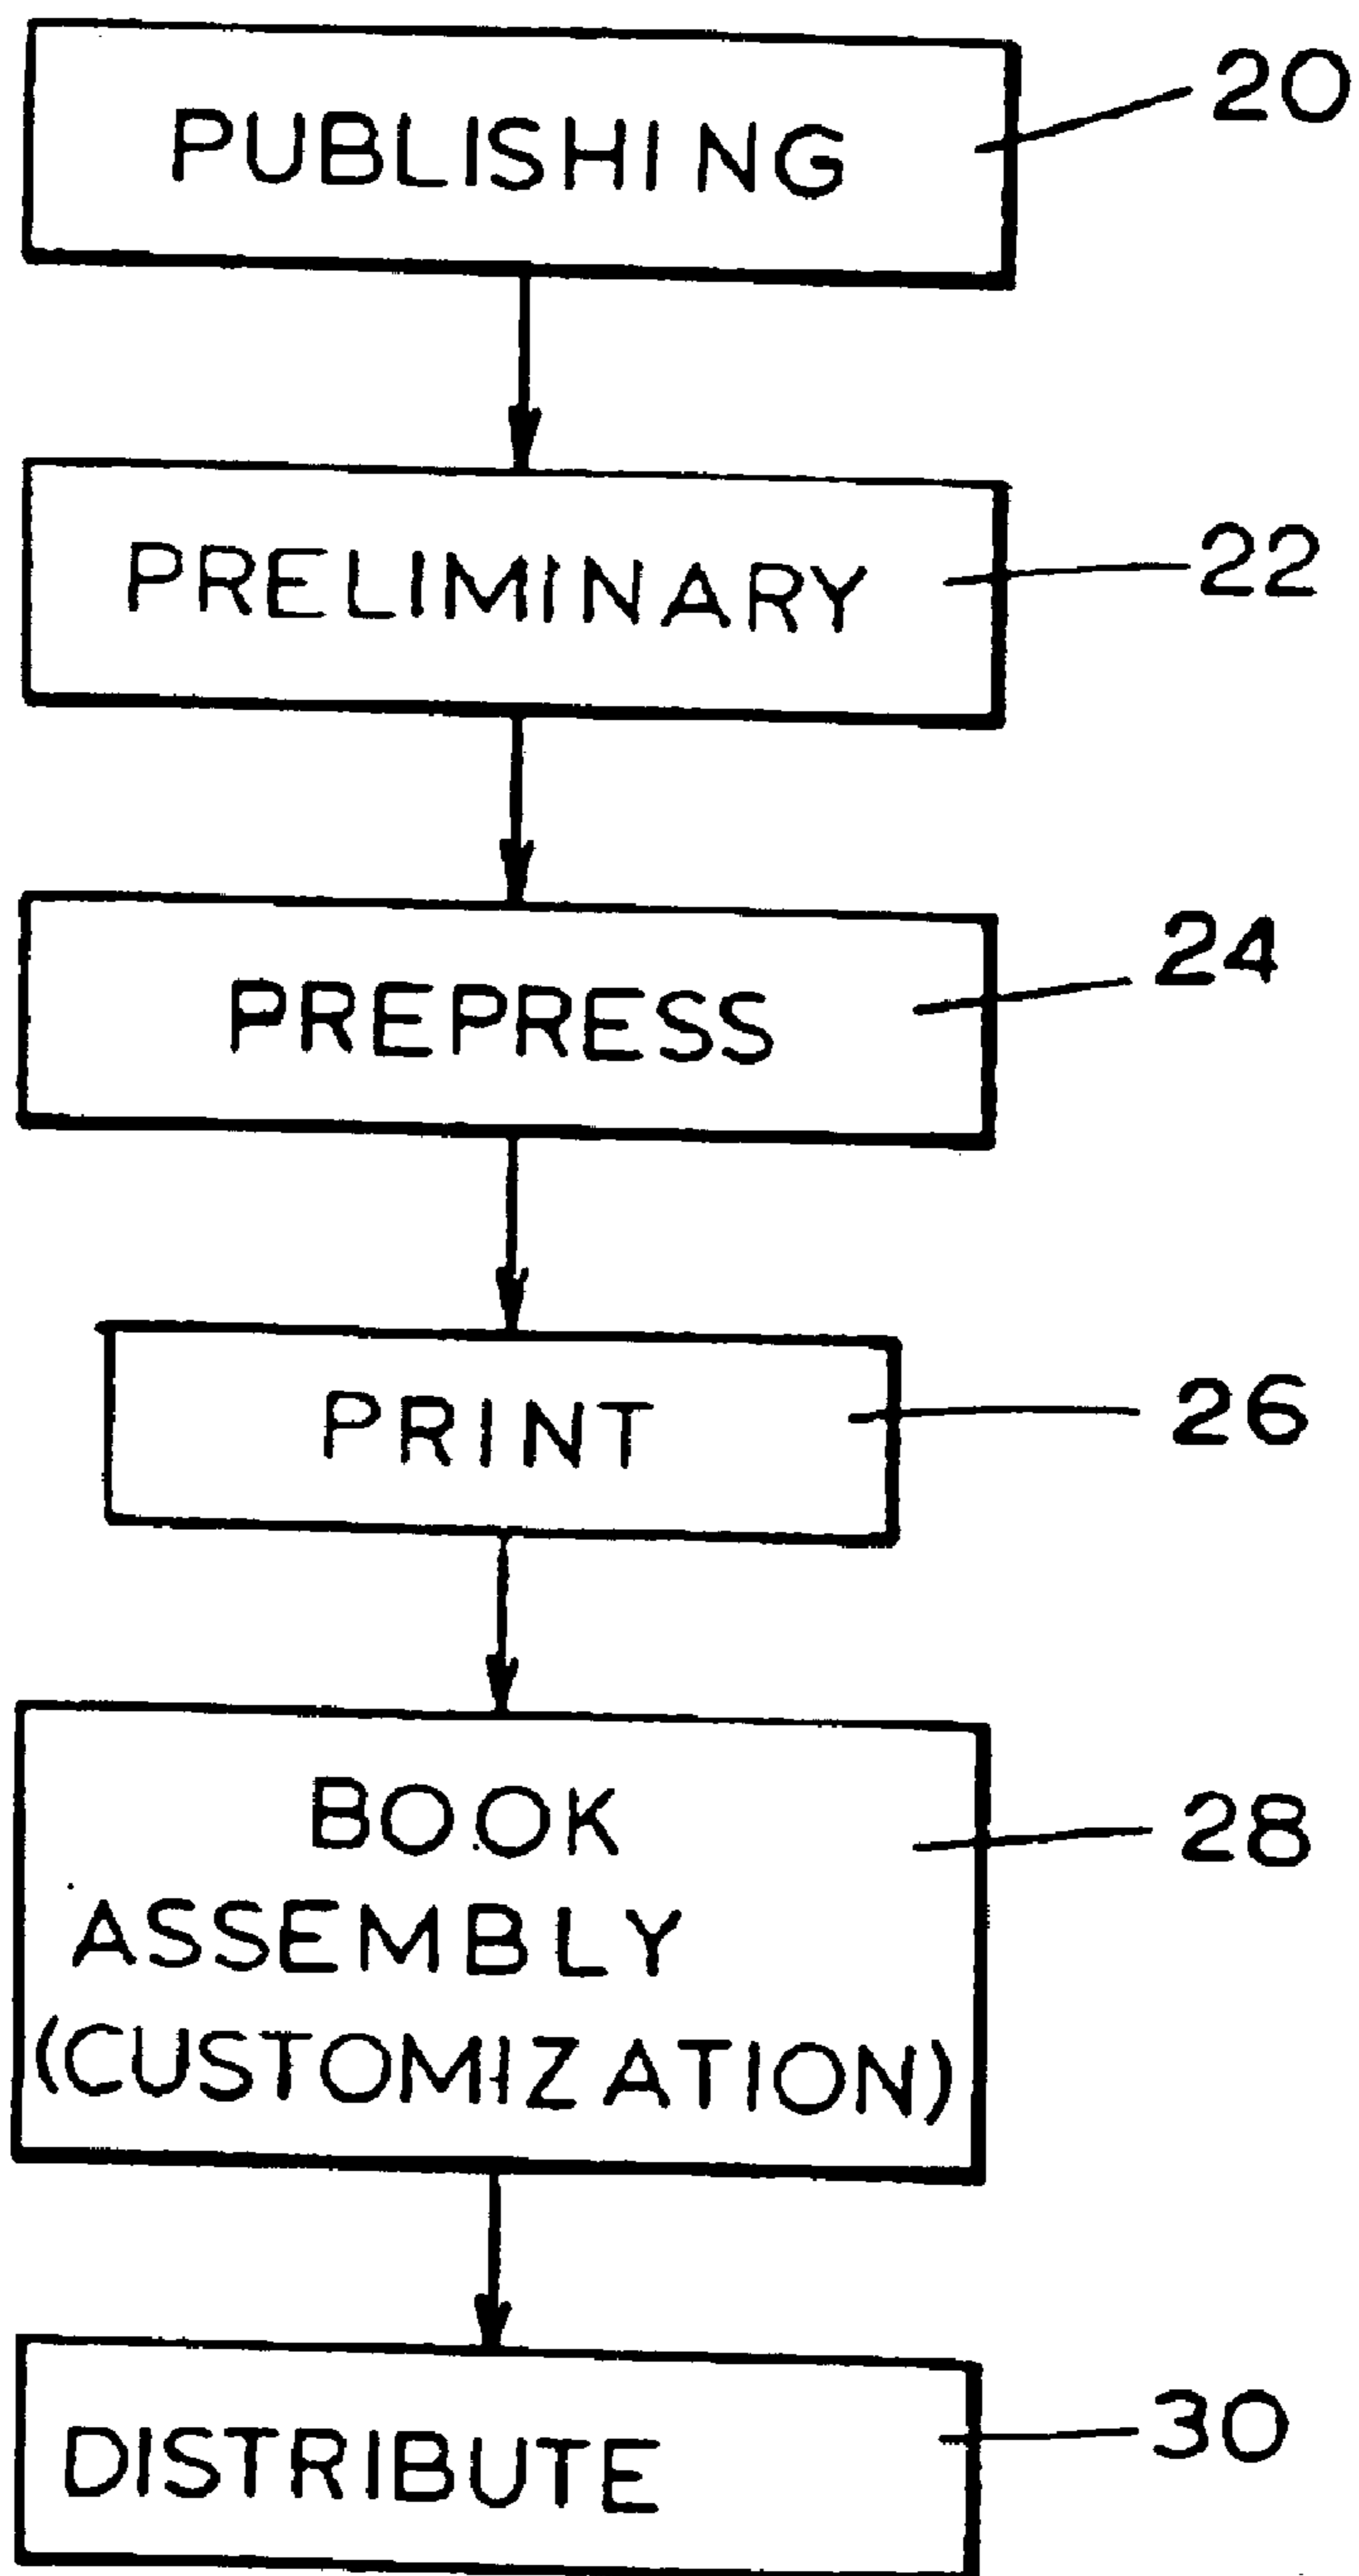 PUBLISHING 20
PRELIMINARY 22
PREPRESS 24
PRINT 26
BOOK 28
ASSEMBLY
(CUSTOMIZATION)
DISTRIBUTE 30